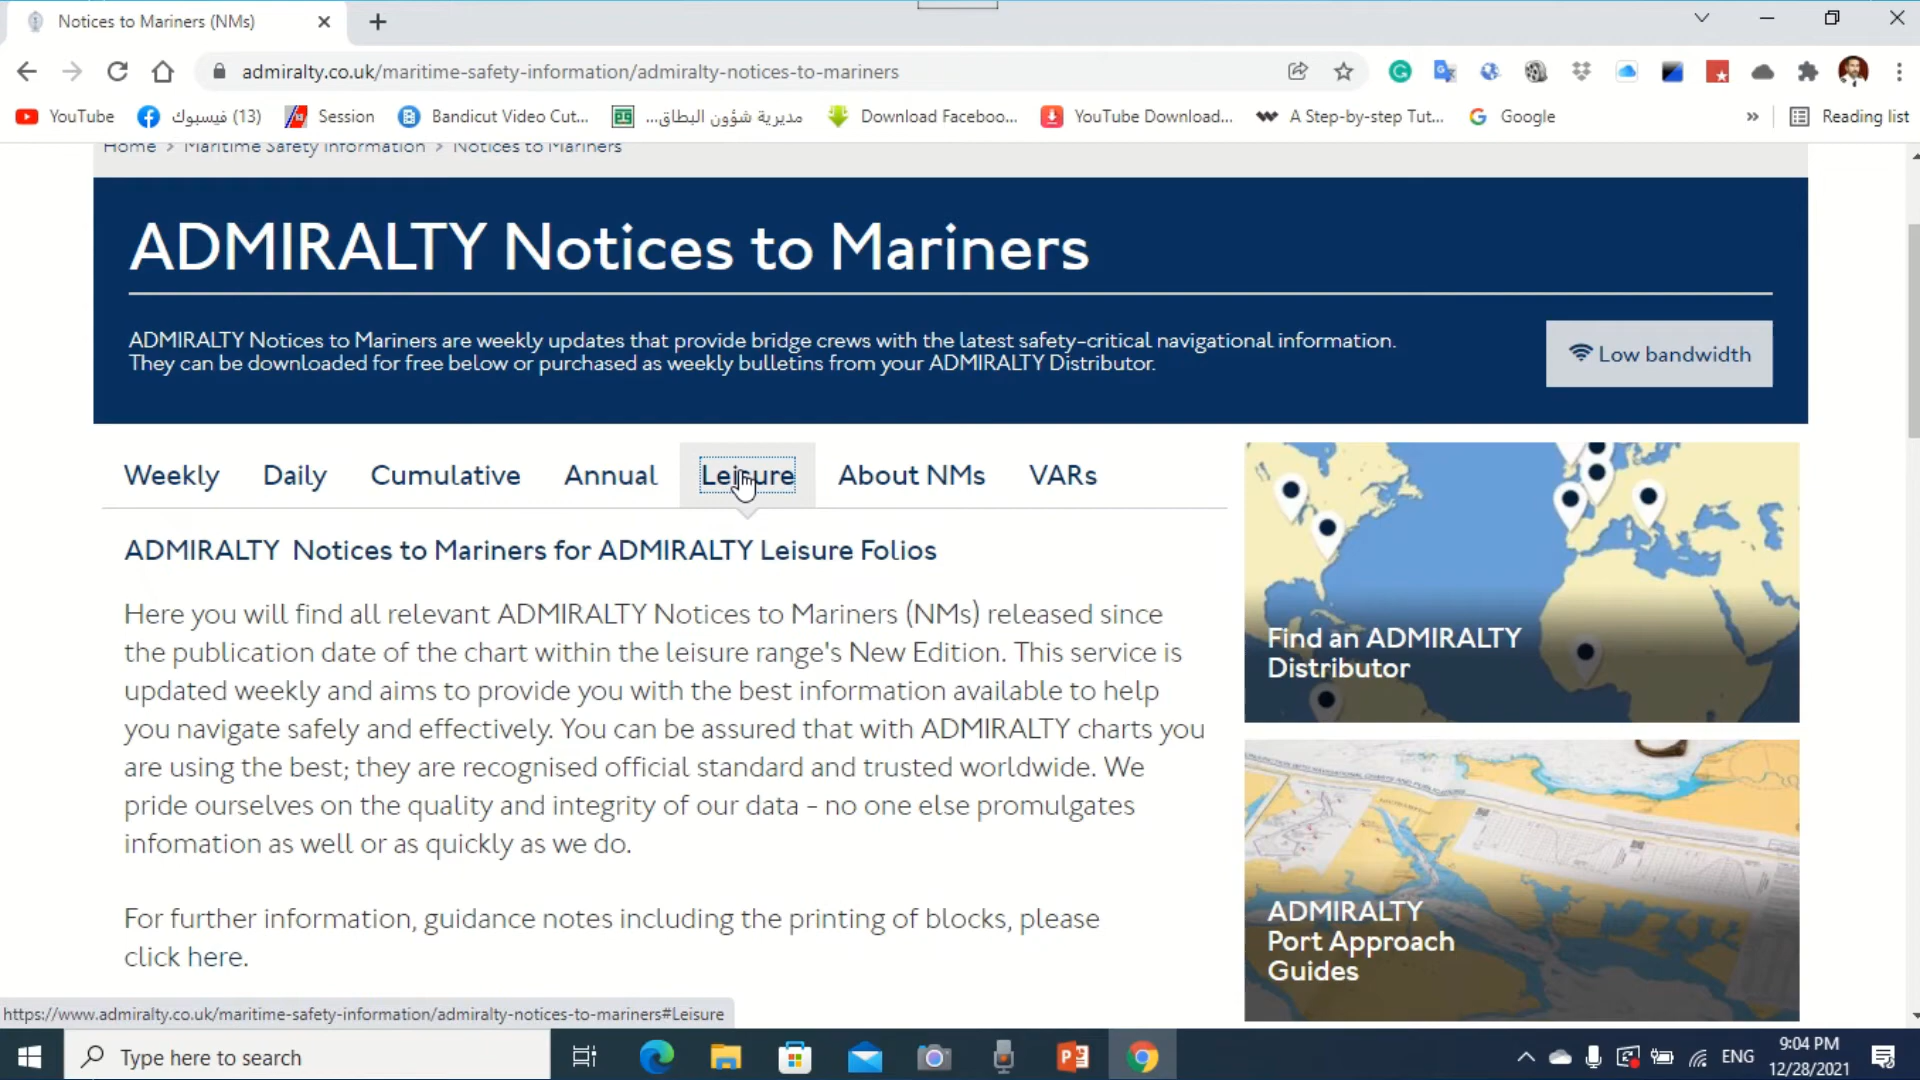 Notices to Mariners (NMs)
admiralty.co.uk/maritime-safety-information/admiralty-notices-to-mariners
YouTube
(13) فيسبوك
Session
Bandicut Video Cut...
مديرية شؤون البطاق...
Download Faceboo...
YouTube Download...
A Step-by-step Tut...
Google
»
Reading list
Home > Maritime Safety Information > Notices to Mariners
ADMIRALTY Notices to Mariners
ADMIRALTY Notices to Mariners are weekly updates that provide bridge crews with the latest safety-critical navigational information.
They can be downloaded for free below or purchased as weekly bulletins from your ADMIRALTY Distributor.
Low bandwidth
Weekly Daily Cumulative Annual Leisure About NMs VARs
ADMIRALTY Notices to Mariners for ADMIRALTY Leisure Folios
Here you will find all relevant ADMIRALTY Notices to Mariners (NMs) released since
the publication date of the chart within the leisure range's New Edition. This service is
updated weekly and aims to provide you with the best information available to help
you navigate safely and effectively. You can be assured that with ADMIRALTY charts you
are using the best; they are recognised official standard and trusted worldwide. We
pride ourselves on the quality and integrity of our data - no one else promulgates
infomation as well or as quickly as we do.
For further information, guidance notes including the printing of blocks, please
click here.
Find an ADMIRALTY
Distributor
ADMIRALTY
Port Approach
Guides
https://www.admiralty.co.uk/maritime-safety-information/admiralty-notices-to-mariners#Leisure
Type here to search
ENG
9:04 PM
12/28/2021